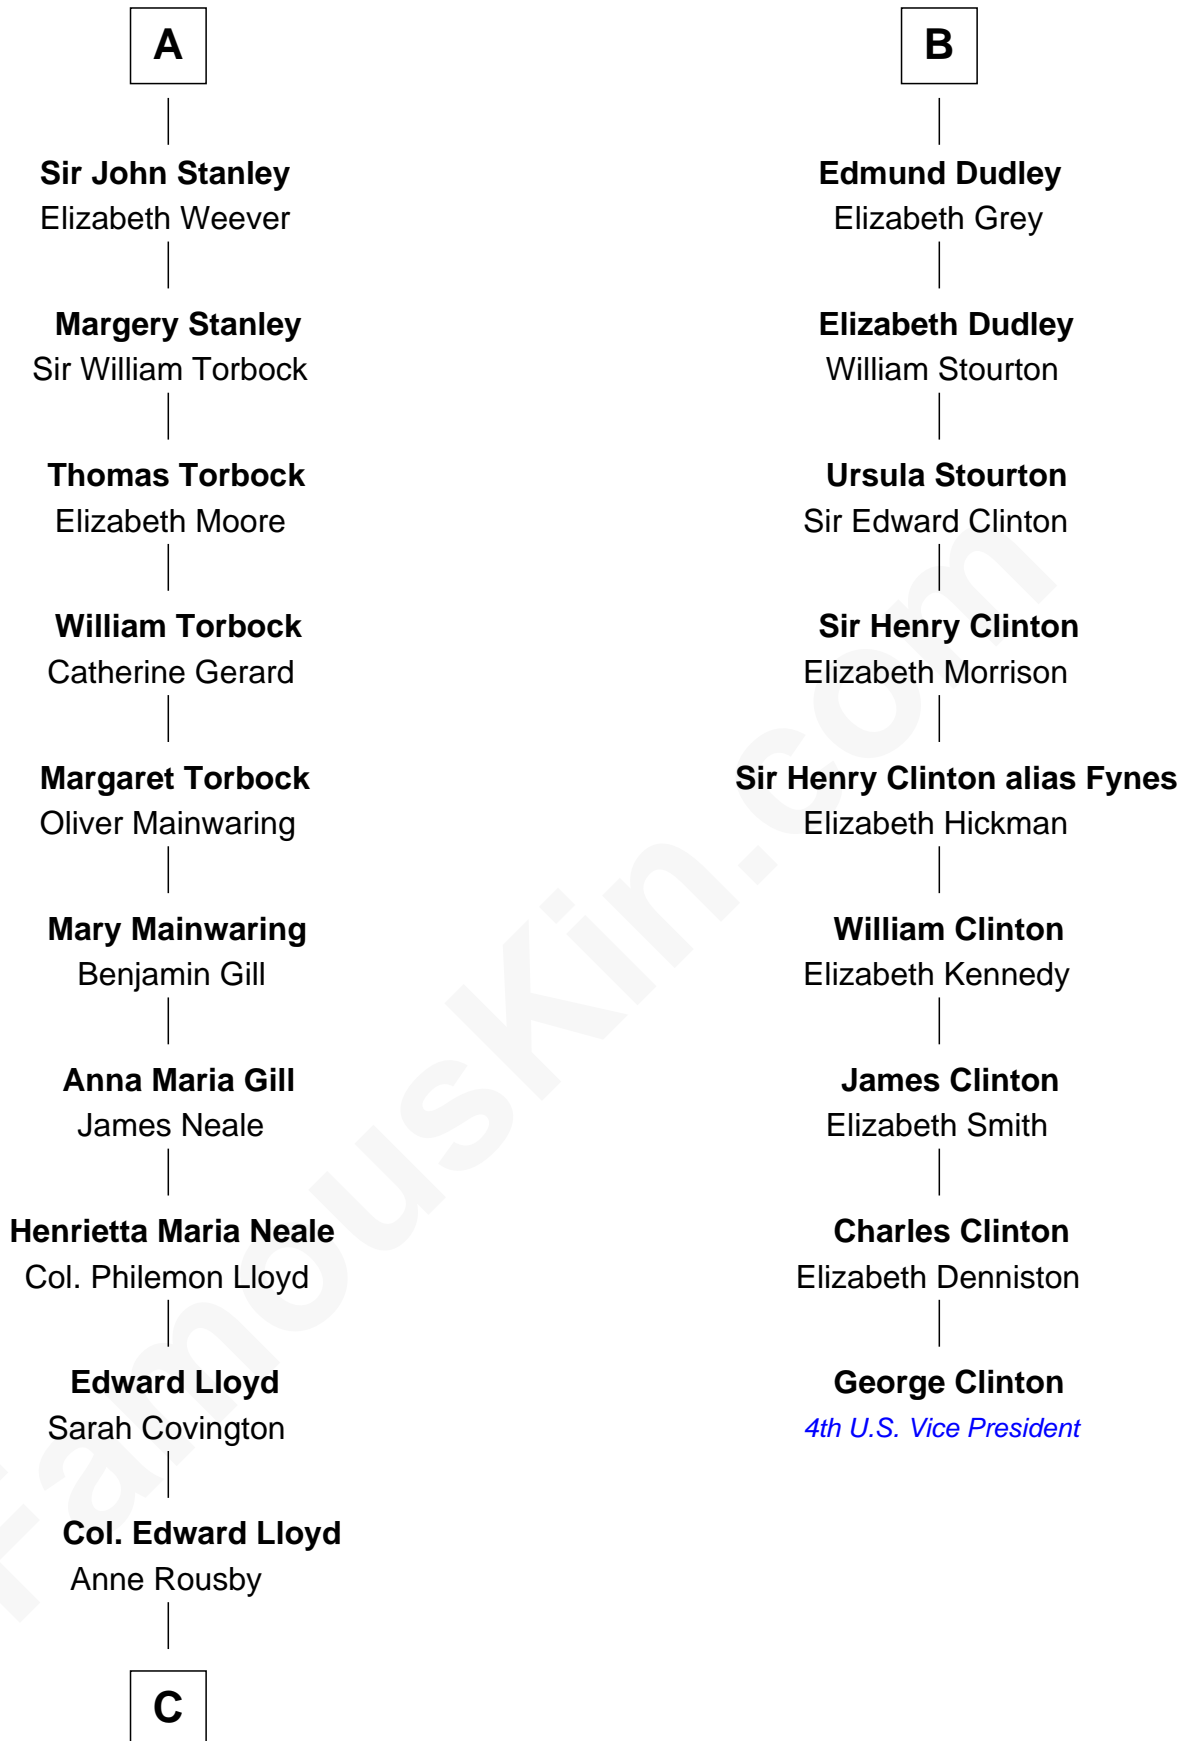 A
Sir John Stanley
Elizabeth Weever
Margery Stanley
Sir William Torbock
Thomas Torbock
Elizabeth Moore
William Torbock
Catherine Gerard
Margaret Torbock
Oliver Mainwaring
Mary Mainwaring
Benjamin Gill
Anna Maria Gill
James Neale
Henrietta Maria Neale
Col. Philemon Lloyd
Edward Lloyd
Sarah Covington
Col. Edward Lloyd
Anne Rousby
C
B
Edmund Dudley
Elizabeth Grey
Elizabeth Dudley
William Stourton
Ursula Stourton
Sir Edward Clinton
Sir Henry Clinton
Elizabeth Morrison
Sir Henry Clinton alias Fynes
Elizabeth Hickman
William Clinton
Elizabeth Kennedy
James Clinton
Elizabeth Smith
Charles Clinton
Elizabeth Denniston
George Clinton
4th U.S. Vice President
FamousKin.com